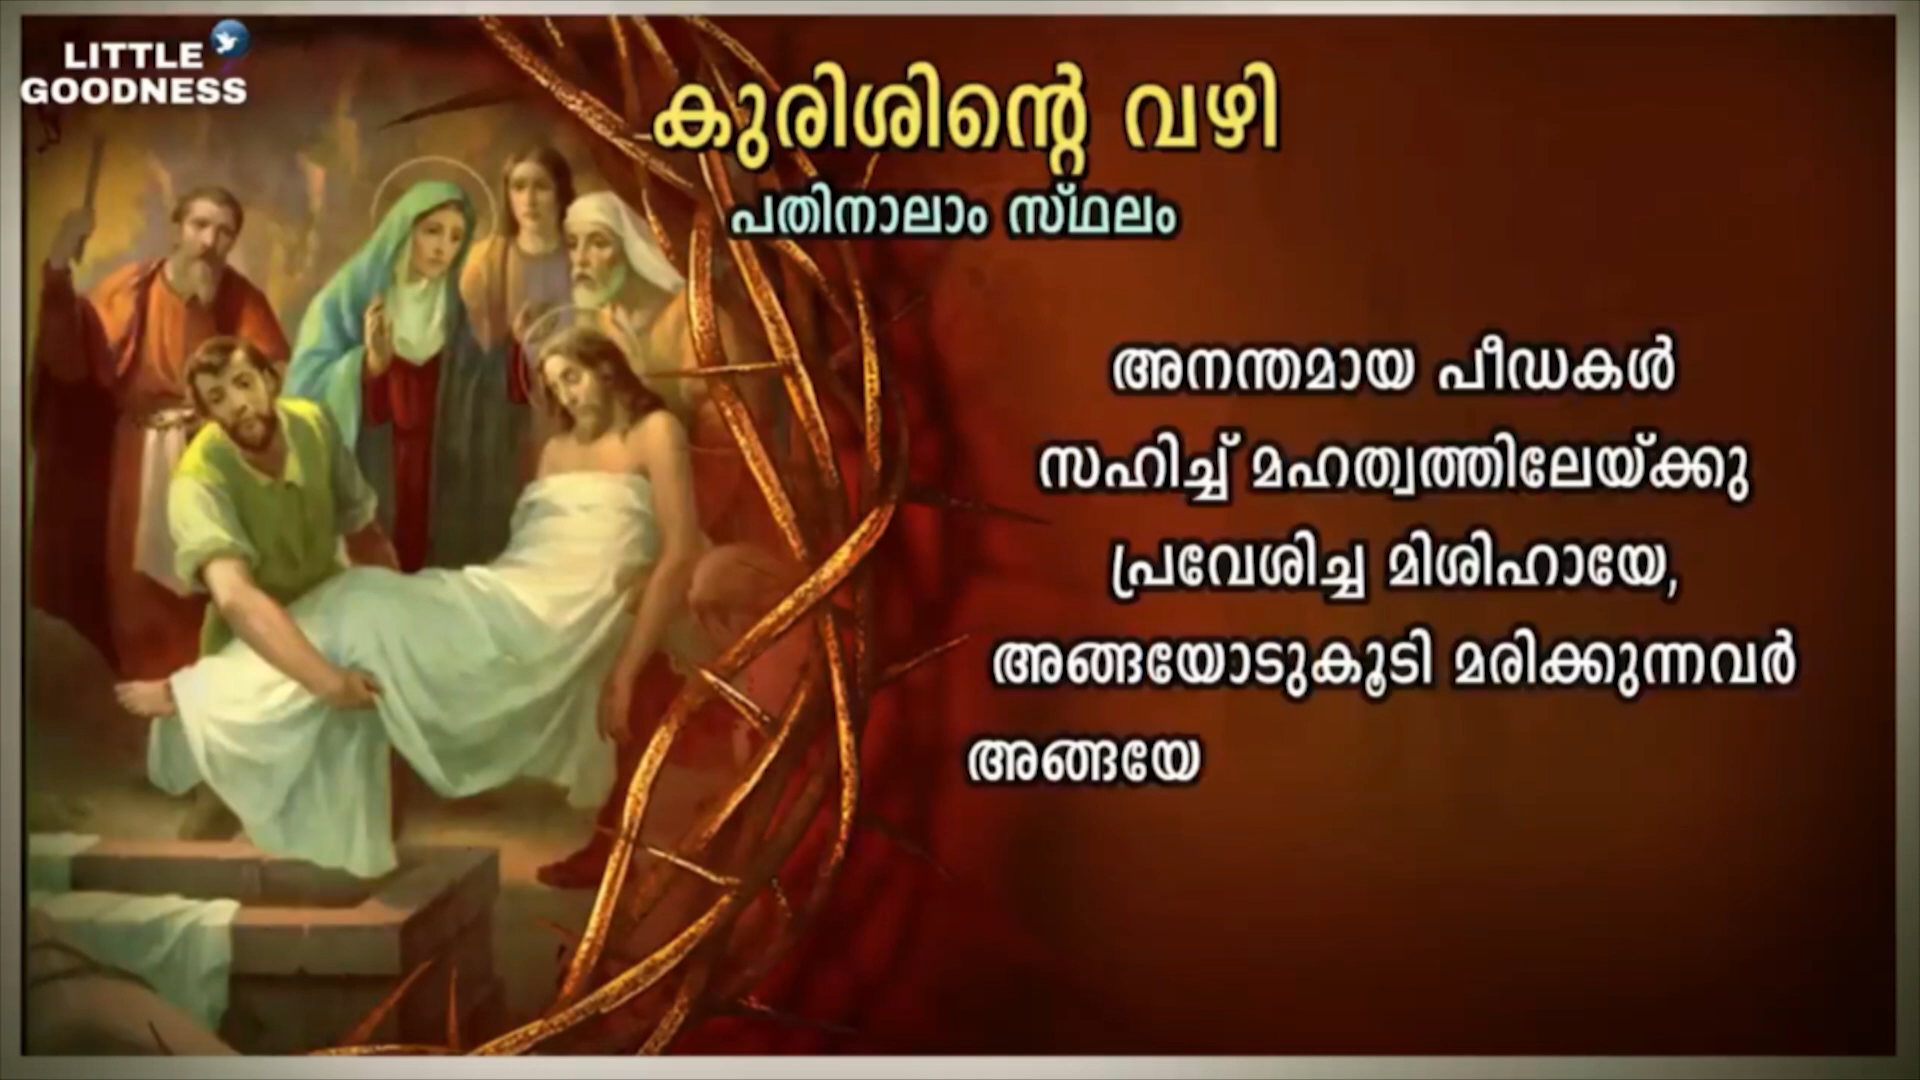 LITTLE
GOODNESS
കുരിശിന്റെ വഴി
പതിനാലാം സ്ഥലം
അനന്തമായ പീഡകൾ
സഹിച്ച് മഹത്വത്തിലേയ്ക്കു
പ്രവേശിച്ച മിശിഹായേ,
അങ്ങയോടുകൂടി മരിക്കുന്നവർ
അങ്ങയേ